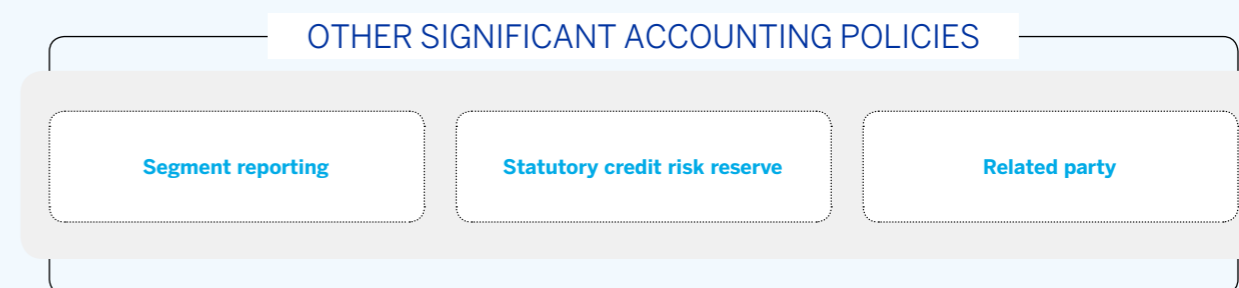 OTHER SIGNIFICANT ACCOUNTING POLICIES
Segment reporting
Statutory credit risk reserve
Related party